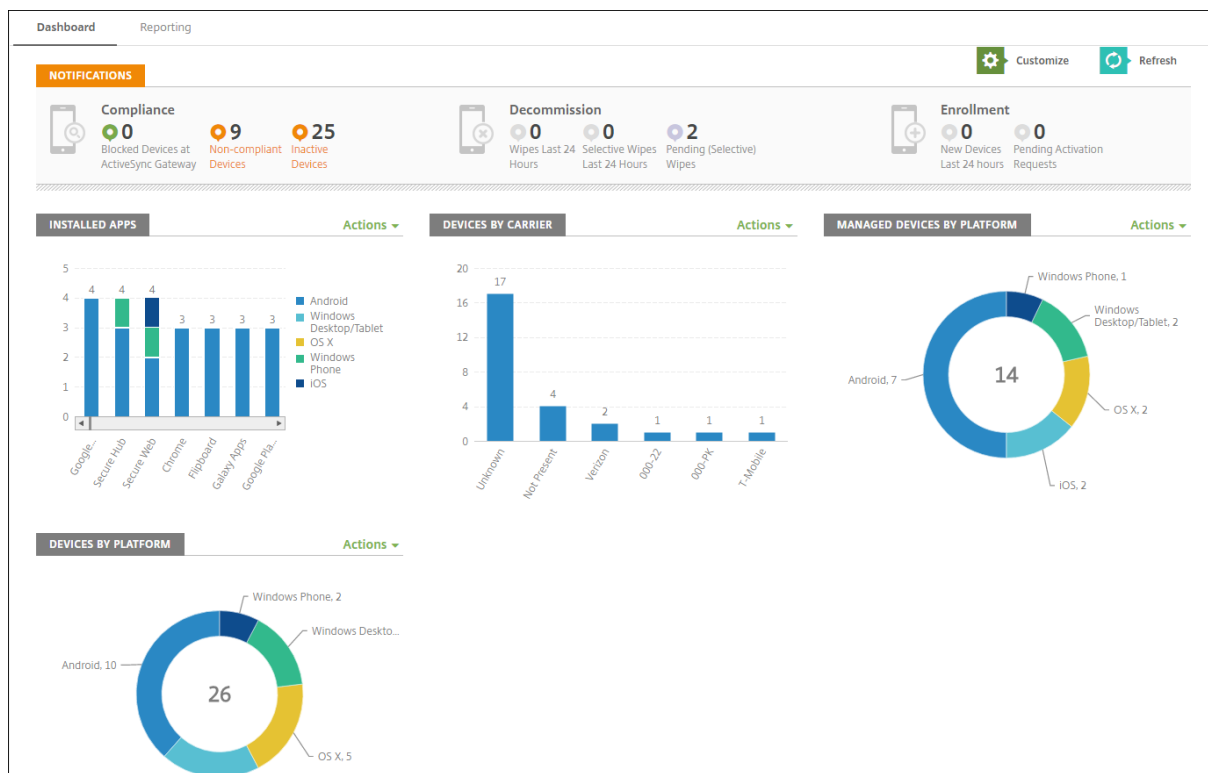 Dashboard
Reporting
Customize
Refresh
NOTIFICATIONS
Compliance
0
Blocked Devices at
ActiveSync Gateway
9
Non-compliant
Devices
25
Inactive
Devices
Decommission
0
Wipes Last 24
Hours
0
Selective Wipes
Last 24 Hours
2
Pending (Selective)
Wipes
Enrollment
0
New Devices
Last 24 hours
0
Pending Activation
Requests
INSTALLED APPS
Actions
5
4
3
2
1
0
4
4
4
3
3
3
3
Google...
Secure Hub
Secure Web
Chrome
Flipboard
Galaxy Apps
Google Pla...
Android
Windows
Desktop/Tablet
OS X
Windows
Phone
iOS
DEVICES BY CARRIER
Actions
20
16
12
8
4
0
17
4
2
1
1
1
Unknown
Not Present
Verizon
000-22
000-PK
T-Mobile
MANAGED DEVICES BY PLATFORM
Actions
Windows Phone, 1
Windows
Desktop/Tablet, 2
Android, 7
14
OS X, 2
iOS, 2
DEVICES BY PLATFORM
Actions
Windows Phone, 2
Windows Deskto...
Android, 10
26
OS X, 5